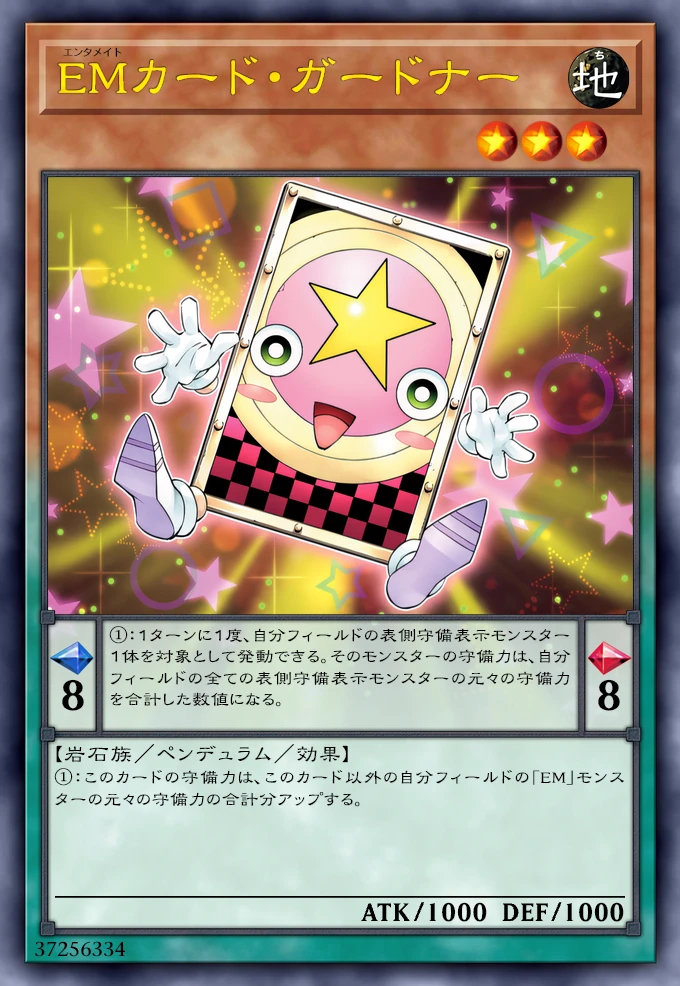 エンタメイト
EMカード・ガードナー
ち
地
①:1ターンに1度、自分フィールドの表側守備表示モンスター
1体を対象として発動できる。そのモンスターの守備力は、自分
フィールドの全ての表側守備表示モンスターの元々の守備力
を合計した数値になる。
8
8
【岩石族/ペンデュラム/効果】
①:このカードの守備力は、このカード以外の自分フィールドの「EM」モンス
ターの元々の守備力の合計分アップする。
ATK/1000 DEF/1000
37256334